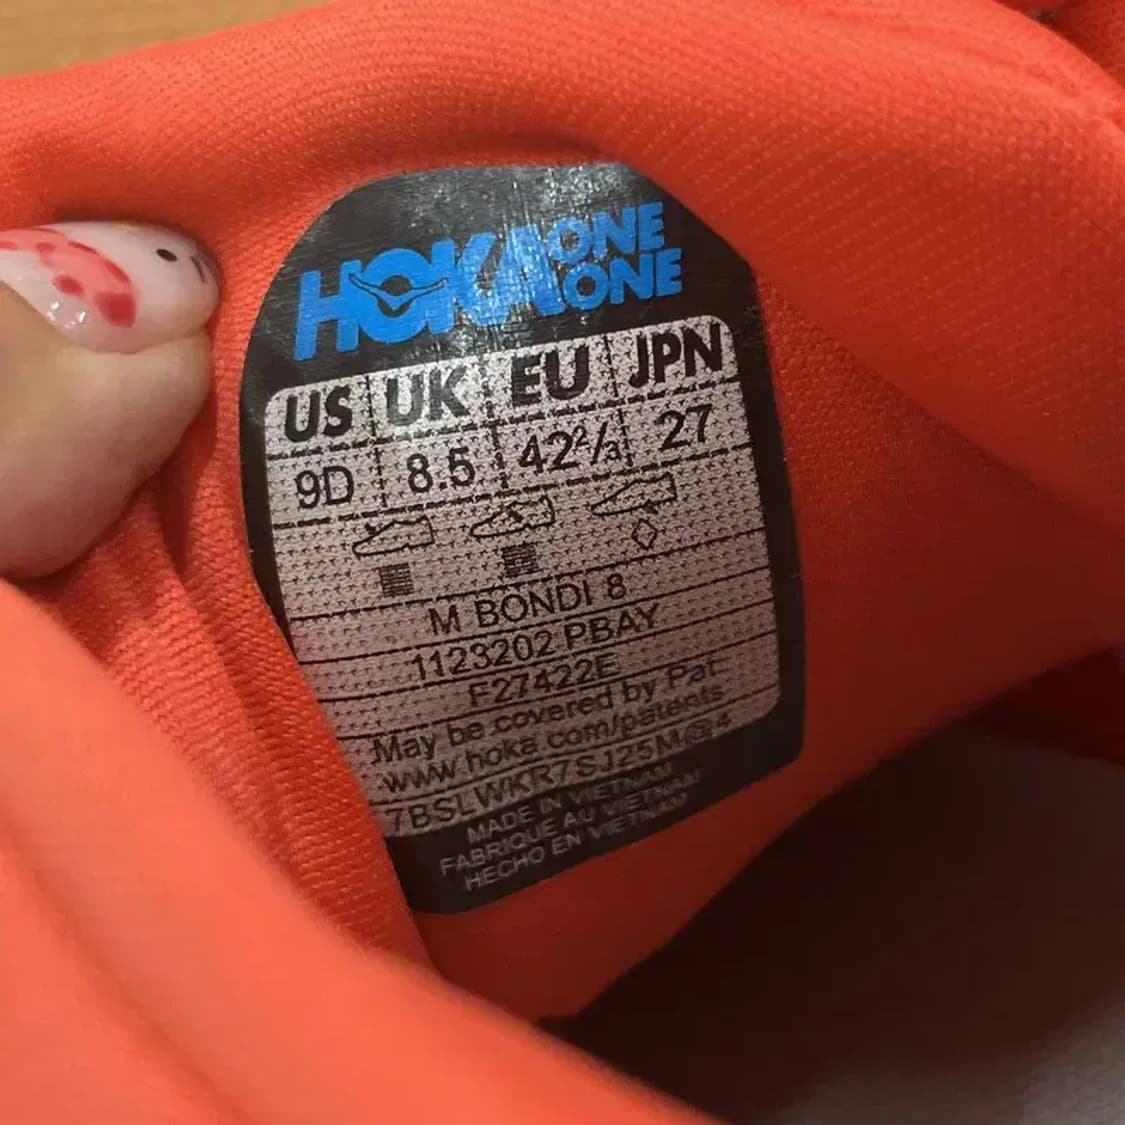 HOKA ONE ONE
US UK EU JPN
9D 8.5 42⅔ 27
M BONDI 8
1123202 PBAY
F27422E
May be covered by Pat
www.hoka.com/patents
7BSLWKR7SJ25M@4
MADE IN VIETNAM
FABRIQUE AU VIETNAM
HECHO EN VIETNAM